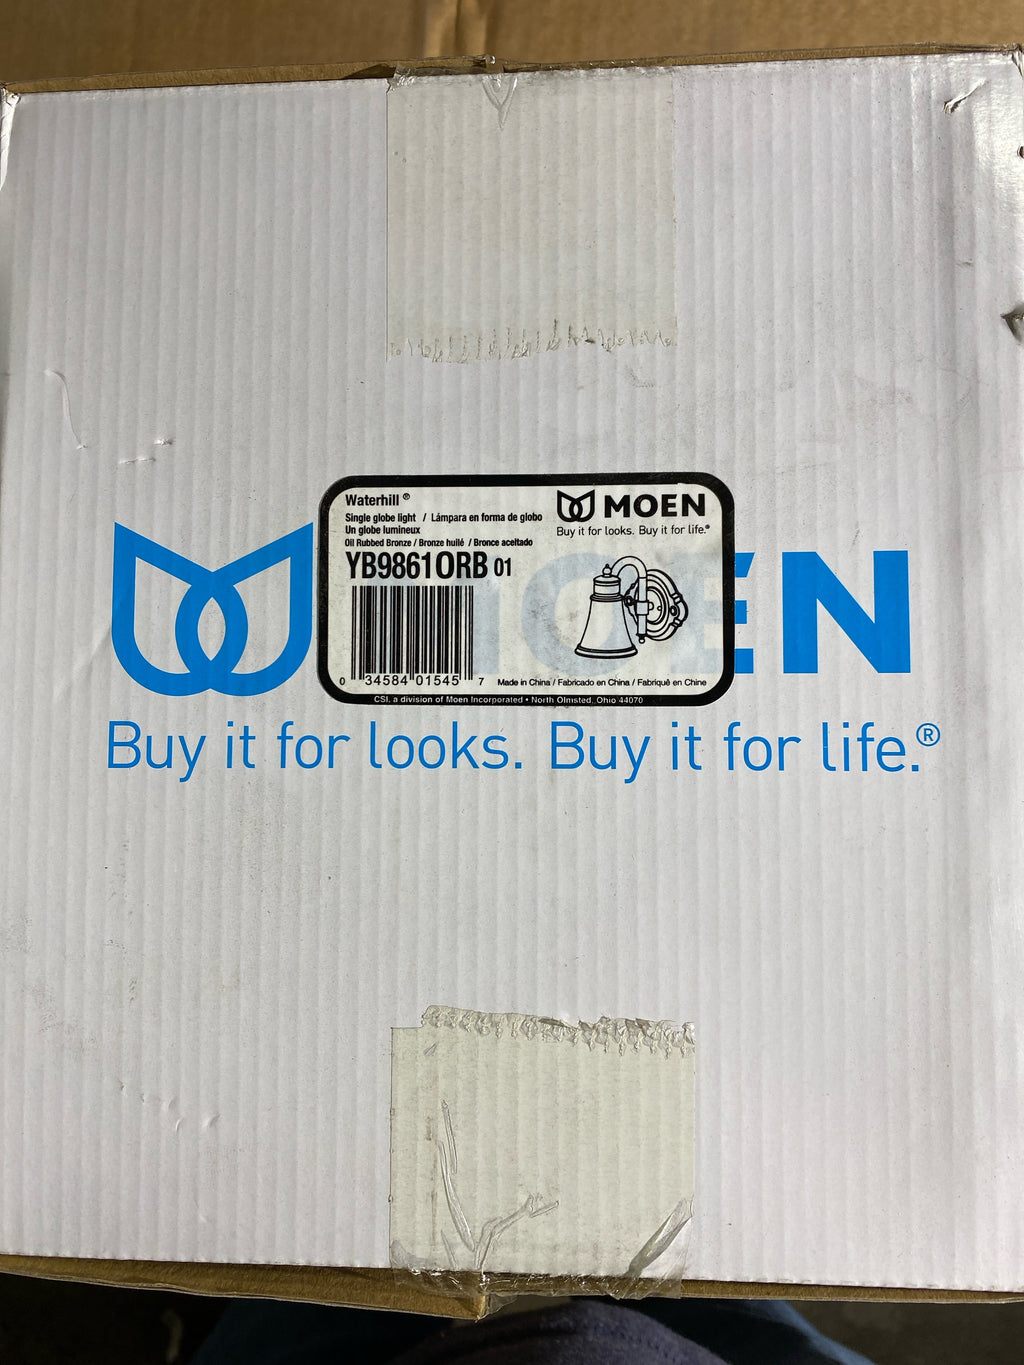 Waterhill®
Single globe light / Lámpara en forma de globo
Un globe lumineux
Oil Rubbed Bronze / Bronze huilé / Bronce aceitado
YB9861ORB 01
0 34584 01545 7
MOEN
Buy it for looks. Buy it for life.®
Made in China / Fabricado en China / Fabriqué en Chine
CSI, a division of Moen Incorporated • North Olmsted, Ohio 44070
MOEN
Buy it for looks. Buy it for life.®